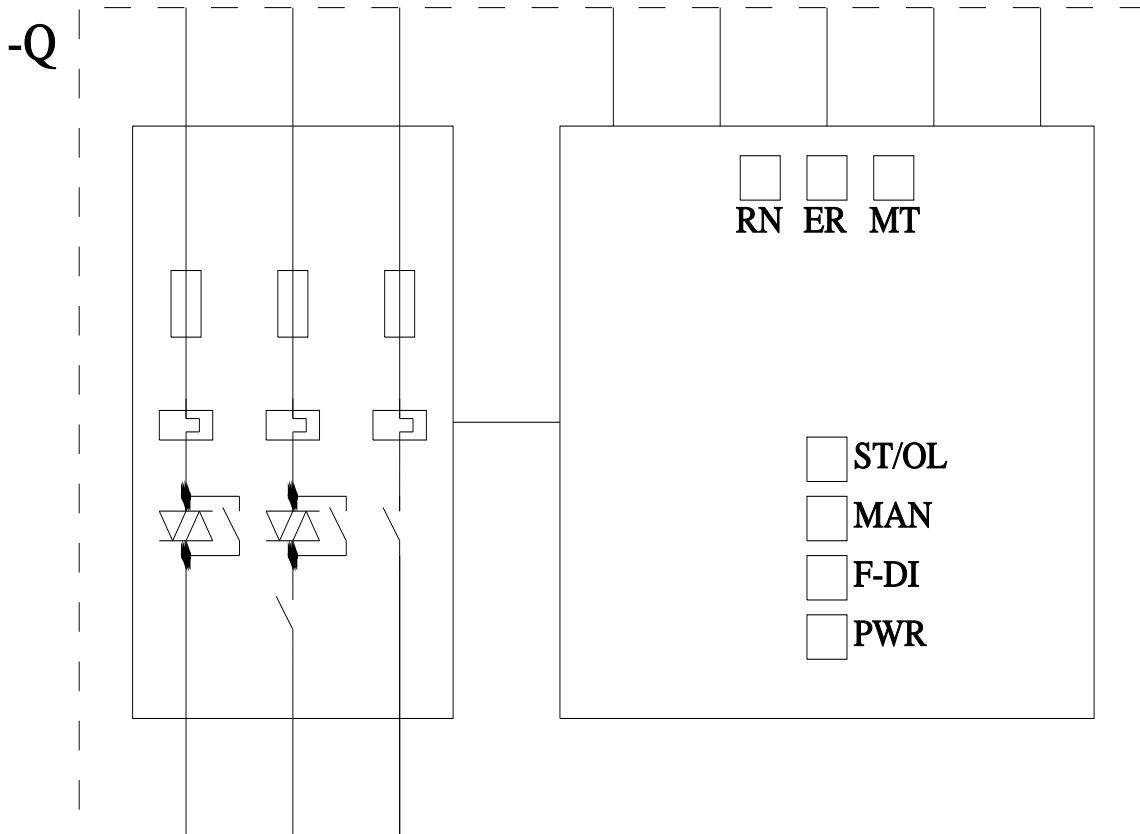 -Q
RN ER MT
ST/OL
MAN
F-DI
PWR